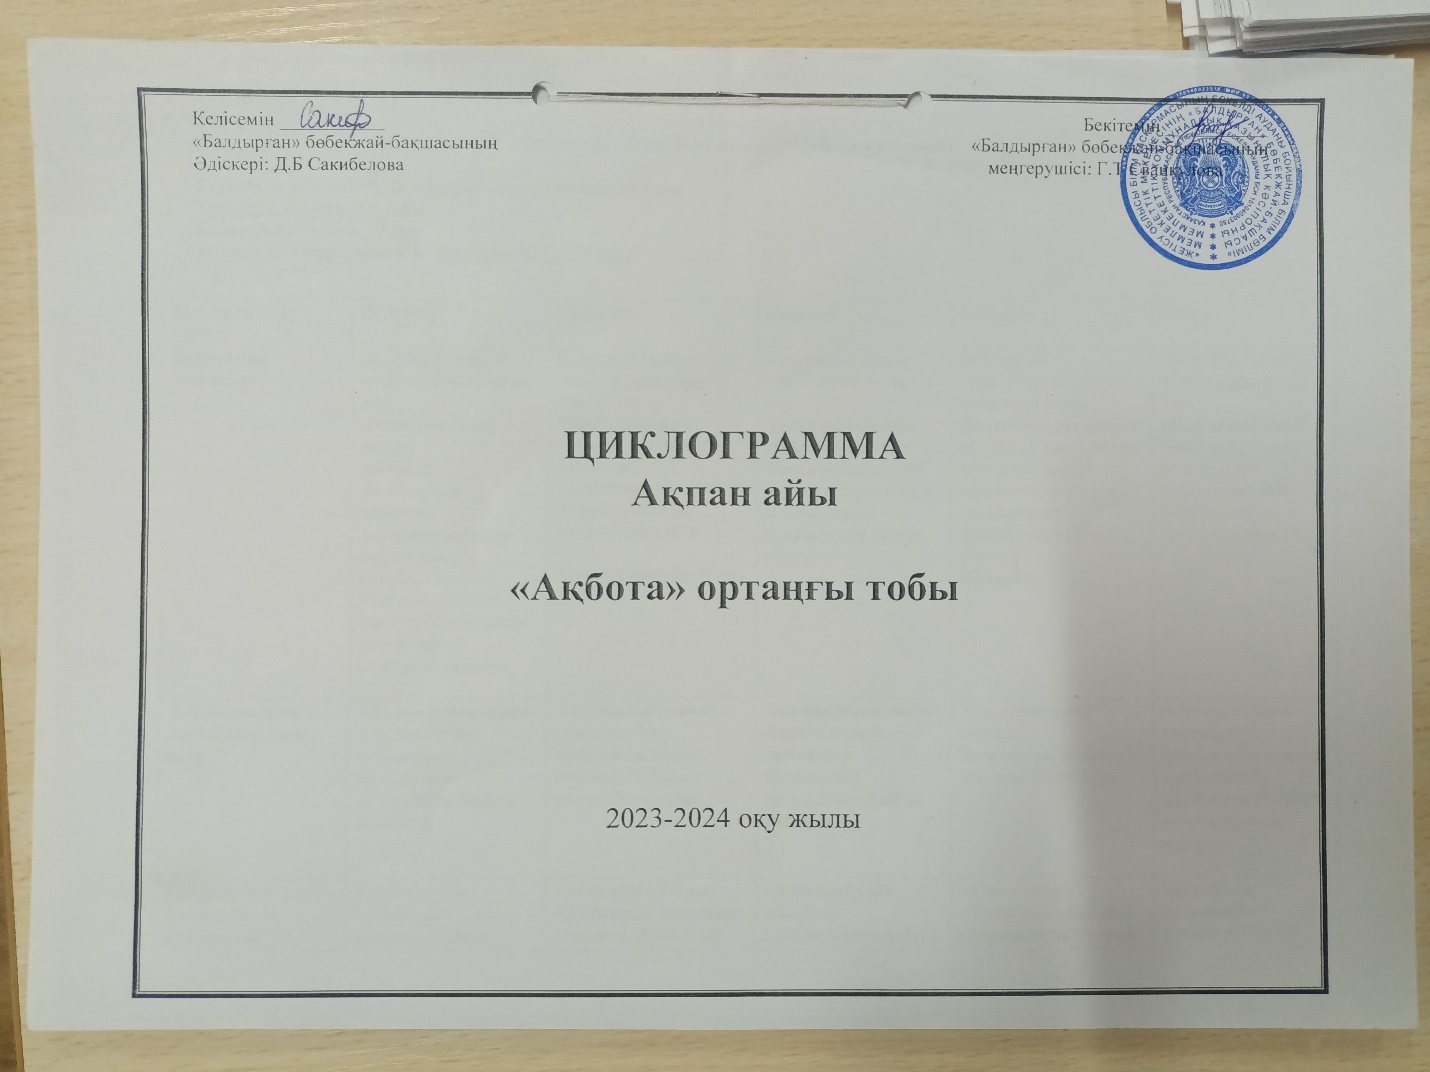 Келісемін
«Балдырған» бөбекжай-бақшасының
Әдіскері: Д.Б Сакибелова
Бекітемін
«Балдырған» бөбекжай-бақшасының
меңгерушісі: Г.Т
ЦИКЛОГРАММА
Ақпан айы
«Ақбота» ортаңғы тобы
2023-2024 оқу жылы